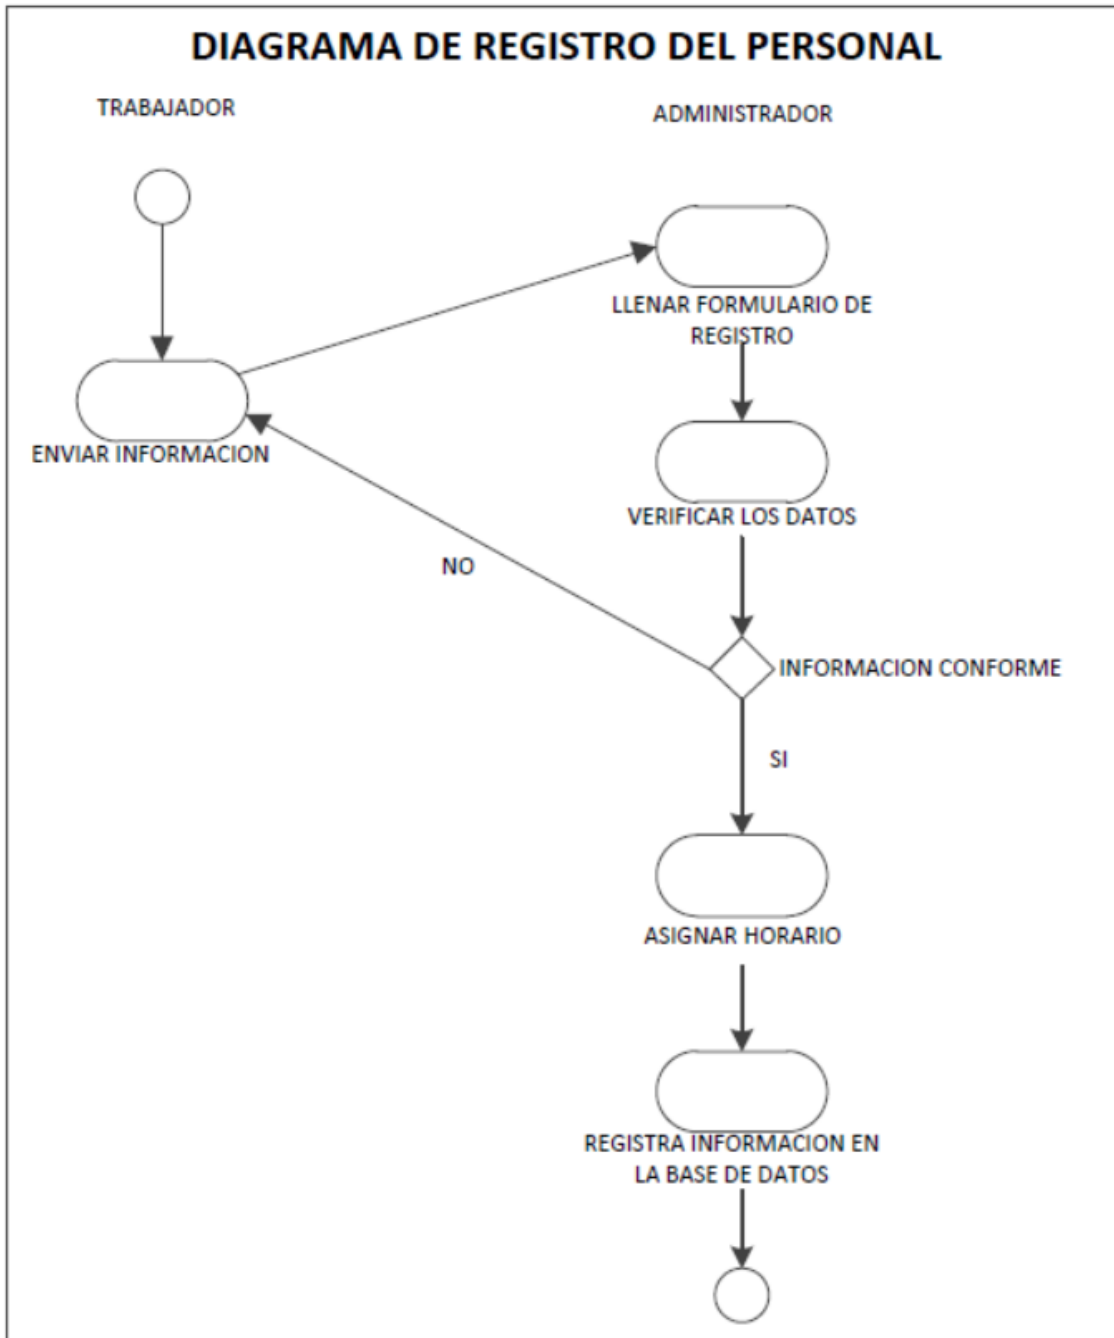 DIAGRAMA DE REGISTRO DEL PERSONAL
TRABAJADOR
ADMINISTRADOR
LLENAR FORMULARIO DE
REGISTRO
ENVIAR INFORMACION
VERIFICAR LOS DATOS
NO
INFORMACION CONFORME
SI
ASIGNAR HORARIO
REGISTRA INFORMACION EN
LA BASE DE DATOS